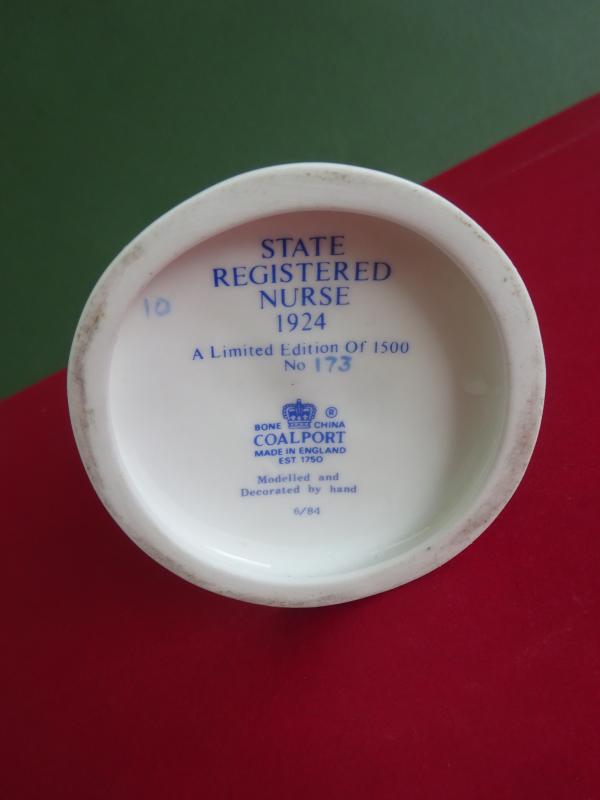 STATE
REGISTERED
NURSE
1924
10
A Limited Edition Of 1500
No 173
BONE ® CHINA
COALPORT
MADE IN ENGLAND
EST 1750
Modelled and
Decorated by hand
6/84